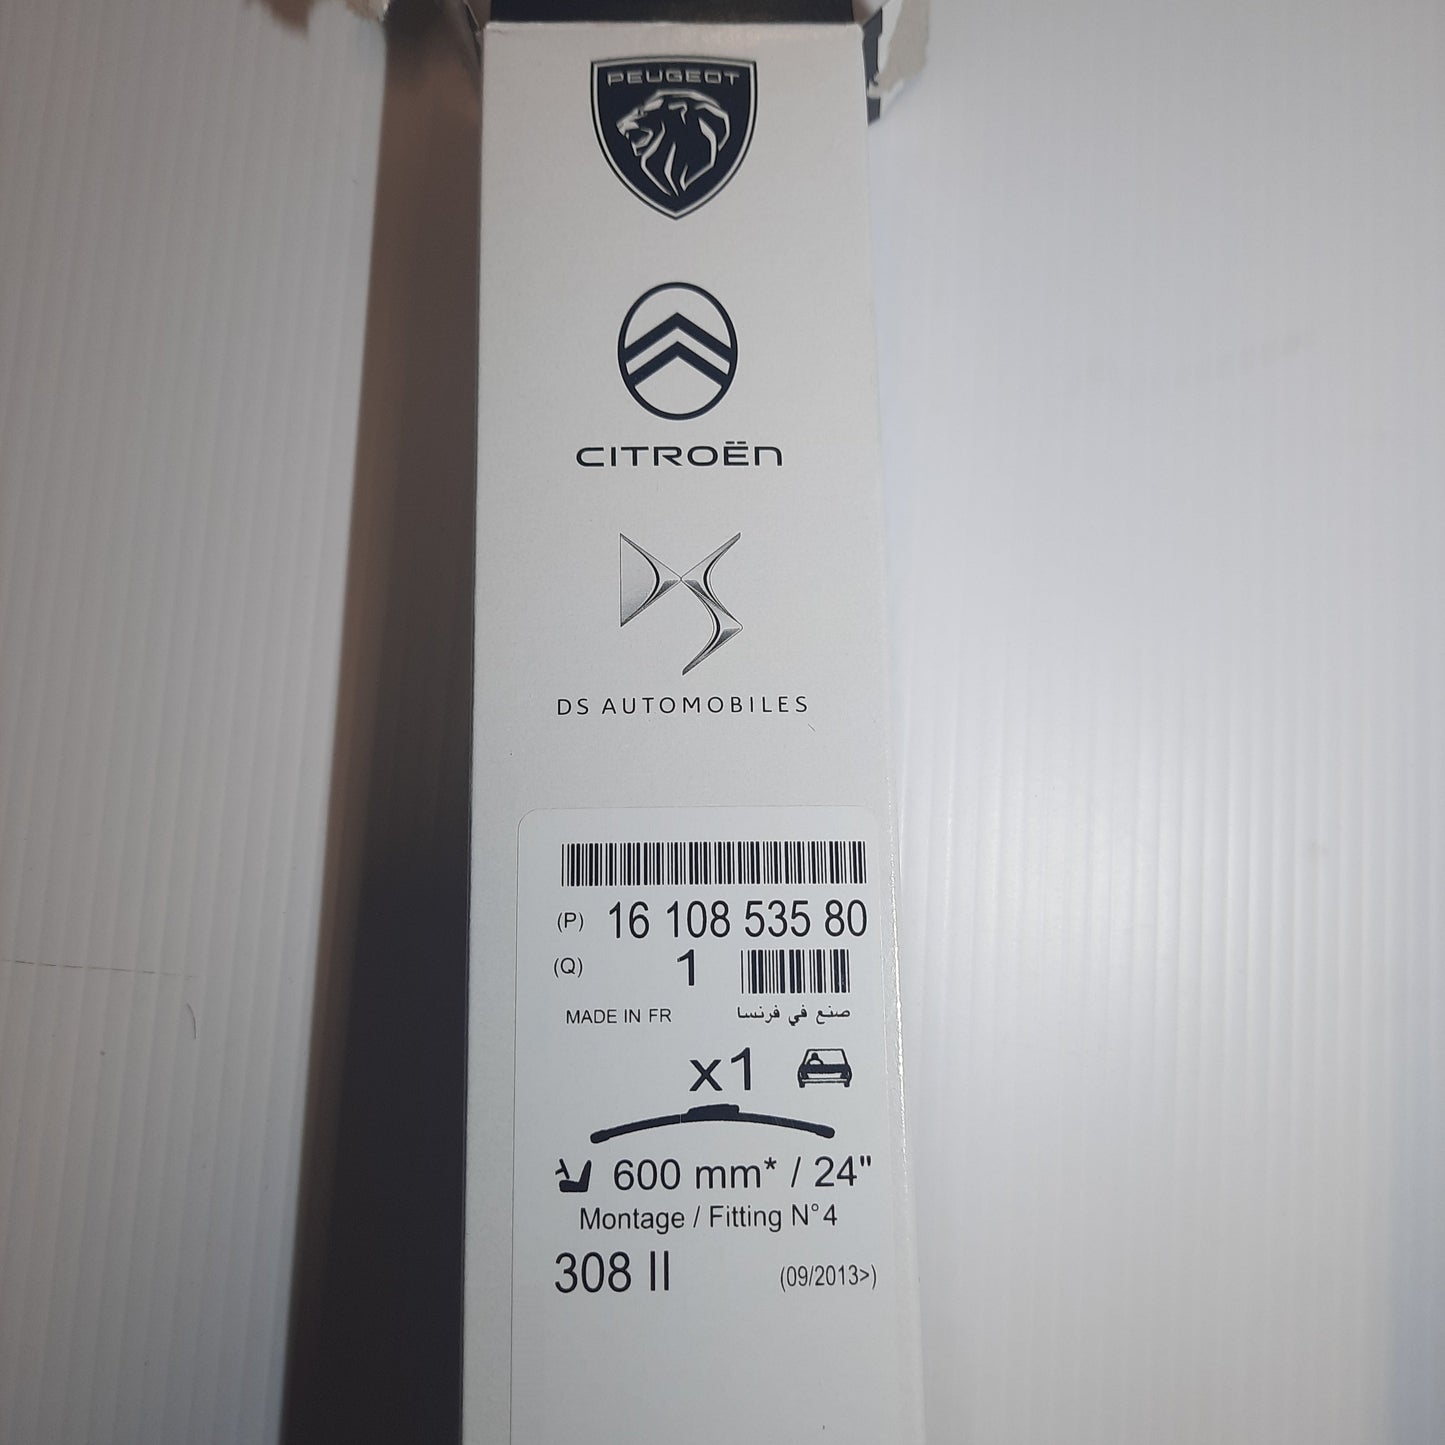 PEUGEOT
CITROËN
DS AUTOMOBILES
(P) 16 108 535 80
(Q) 1
MADE IN FR صنع في فرنسا
x1
600 mm* / 24"
Montage / Fitting N°4
308 II (09/2013>)